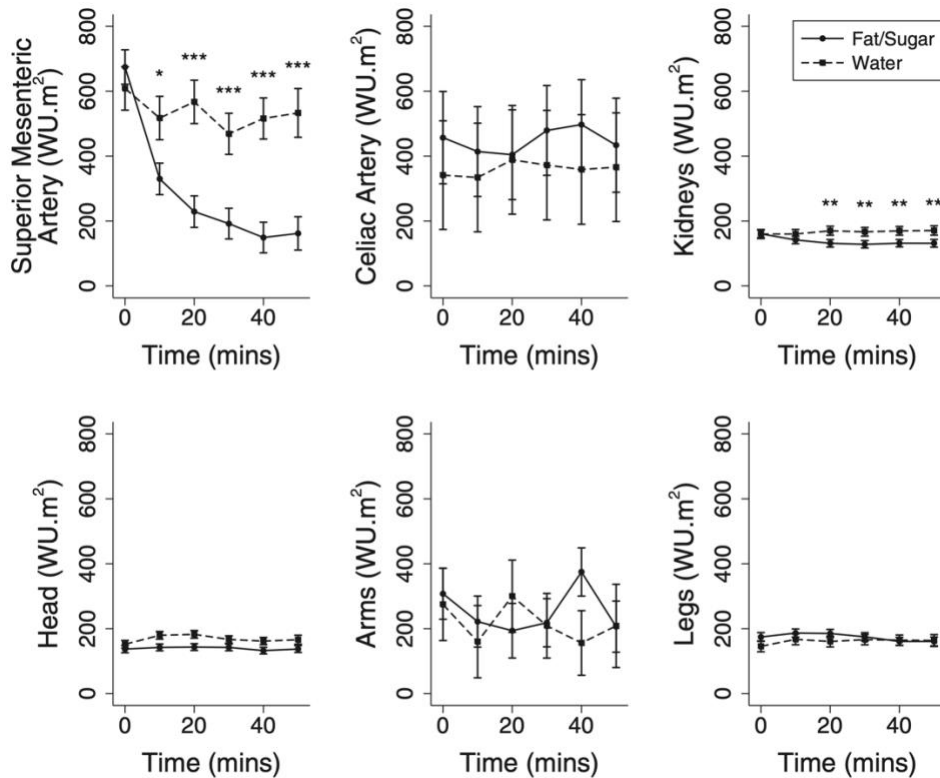 Superior Mesenteric
Artery (WU.m²)
800
600
400
200
0
*
***
***
***
***
0 20 40
Time (mins)
Celiac Artery (WU.m²)
800
600
400
200
0
0 20 40
Time (mins)
Kidneys (WU.m²)
800
600
400
200
0
Fat/Sugar
Water
** ** ** **
0 20 40
Time (mins)
Head (WU.m²)
800
600
400
200
0
0 20 40
Time (mins)
Arms (WU.m²)
800
600
400
200
0
0 20 40
Time (mins)
Legs (WU.m²)
800
600
400
200
0
0 20 40
Time (mins)